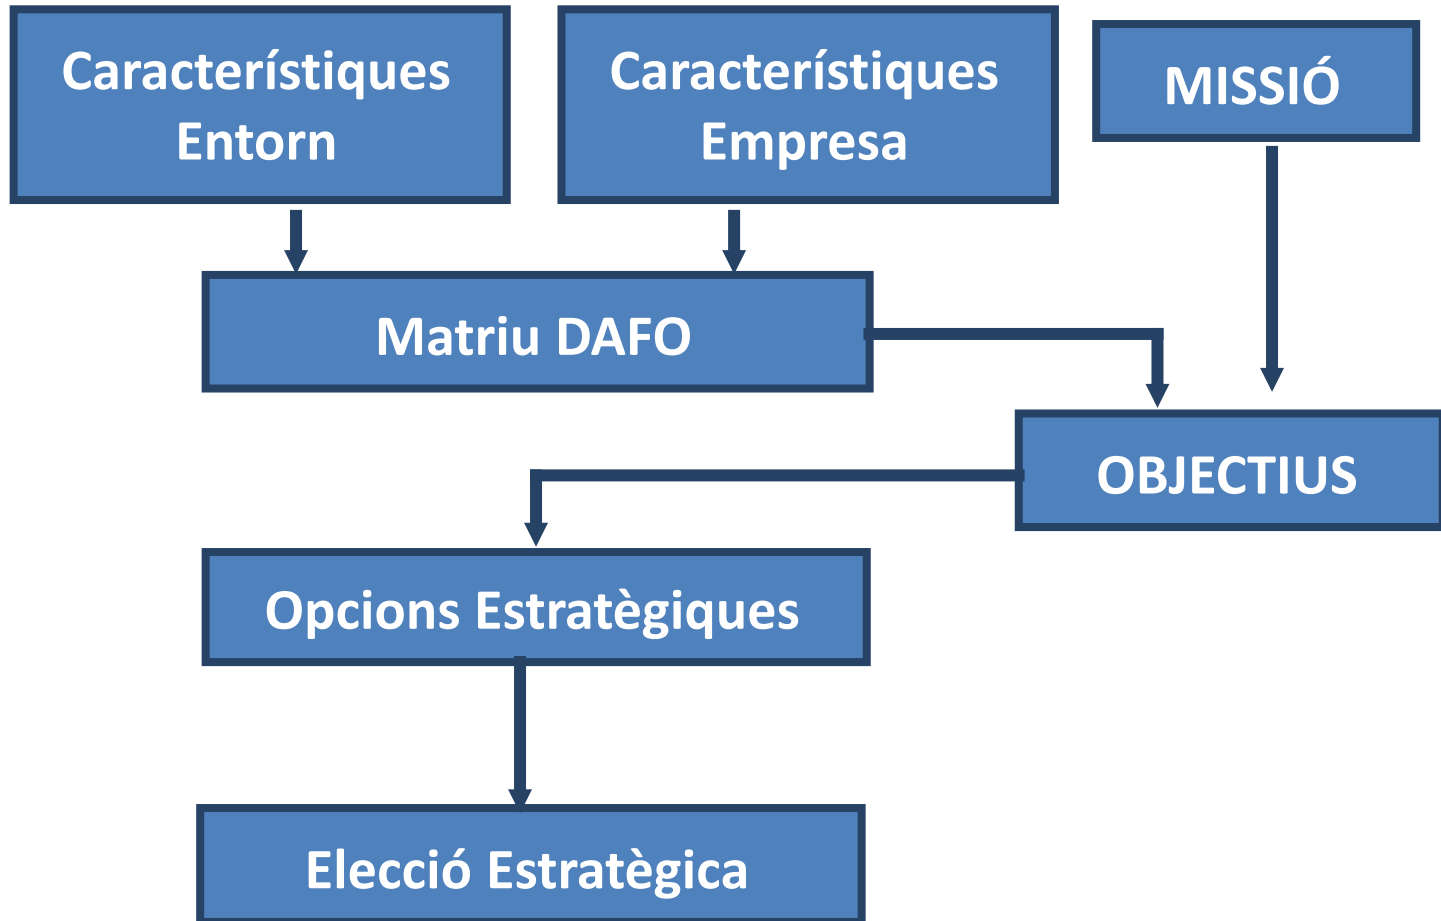 Característiques
Entorn
Característiques
Empresa
MISSIÓ
Matriu DAFO
OBJECTIUS
Opcions Estratègiques
Elecció Estratègica